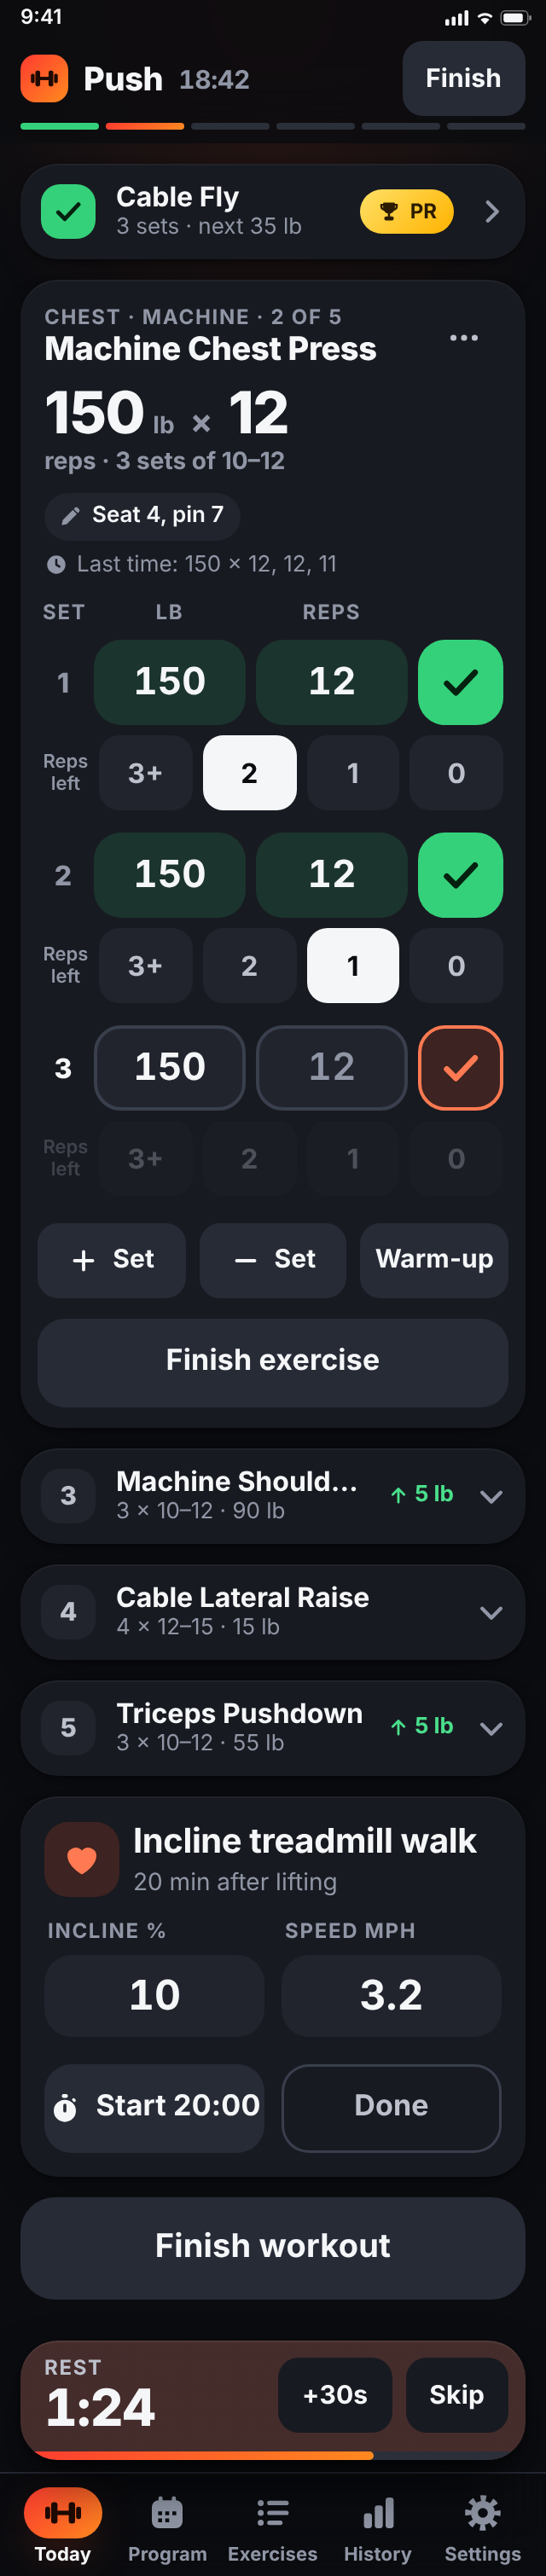 9:41
Push 18:42 Finish
Cable Fly
3 sets · next 35 lb
PR
CHEST · MACHINE · 2 OF 5
Machine Chest Press
150 lb × 12
reps · 3 sets of 10–12
Seat 4, pin 7
Last time: 150 × 12, 12, 11
SET LB REPS
1 150 12
Reps left 3+ 2 1 0
2 150 12
Reps left 3+ 2 1 0
3 150 12
Reps left 3+ 2 1 0
+ Set − Set Warm-up
Finish exercise
3 Machine Should... ↑ 5 lb
3 × 10–12 · 90 lb
4 Cable Lateral Raise
4 × 12–15 · 15 lb
5 Triceps Pushdown ↑ 5 lb
3 × 10–12 · 55 lb
Incline treadmill walk
20 min after lifting
INCLINE % SPEED MPH
10 3.2
Start 20:00 Done
Finish workout
REST
1:24 +30s Skip
Today Program Exercises History Settings